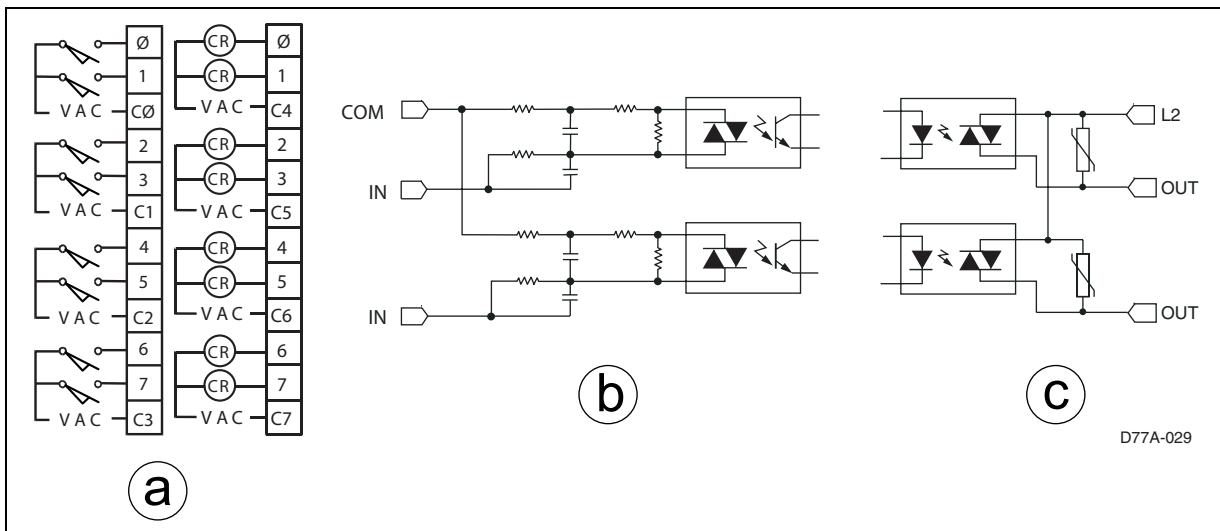 Ø CR Ø
1 CR 1
VAC CØ VAC C4
2 CR 2
3 CR 3
VAC C1 VAC C5
4 CR 4
5 CR 5
VAC C2 VAC C6
6 CR 6
7 CR 7
VAC C3 VAC C7
a
COM
IN
IN
b
L2
OUT
OUT
c
D77A-029